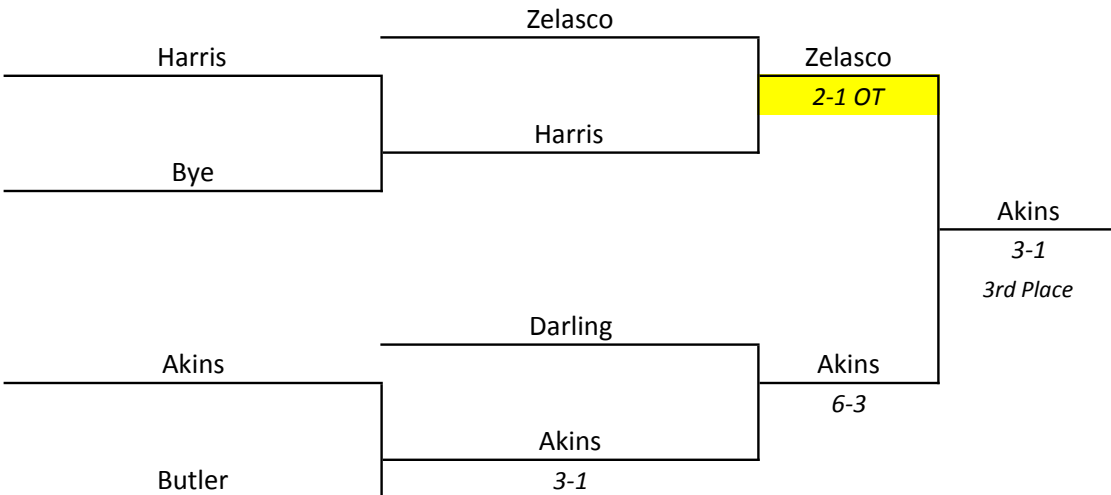 Zelasco
Harris
Zelasco
2-1 OT
Harris
Bye
Akins
3-1
3rd Place
Darling
Akins
Akins
6-3
Akins
Butler
3-1